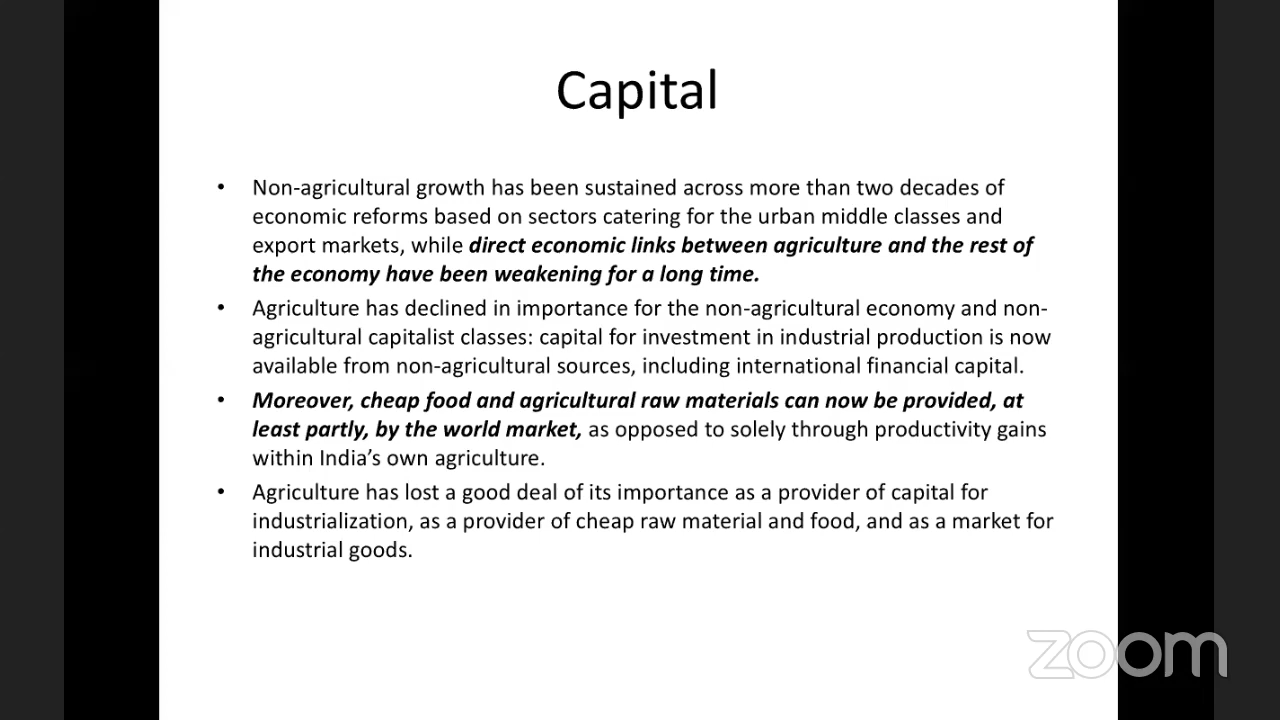 Capital
• Non-agricultural growth has been sustained across more than two decades of
economic reforms based on sectors catering for the urban middle classes and
export markets, while direct economic links between agriculture and the rest of
the economy have been weakening for a long time.
• Agriculture has declined in importance for the non-agricultural economy and non-
agricultural capitalist classes: capital for investment in industrial production is now
available from non-agricultural sources, including international financial capital.
• Moreover, cheap food and agricultural raw materials can now be provided, at
least partly, by the world market, as opposed to solely through productivity gains
within India’s own agriculture.
• Agriculture has lost a good deal of its importance as a provider of capital for
industrialization, as a provider of cheap raw material and food, and as a market for
industrial goods.
zoom